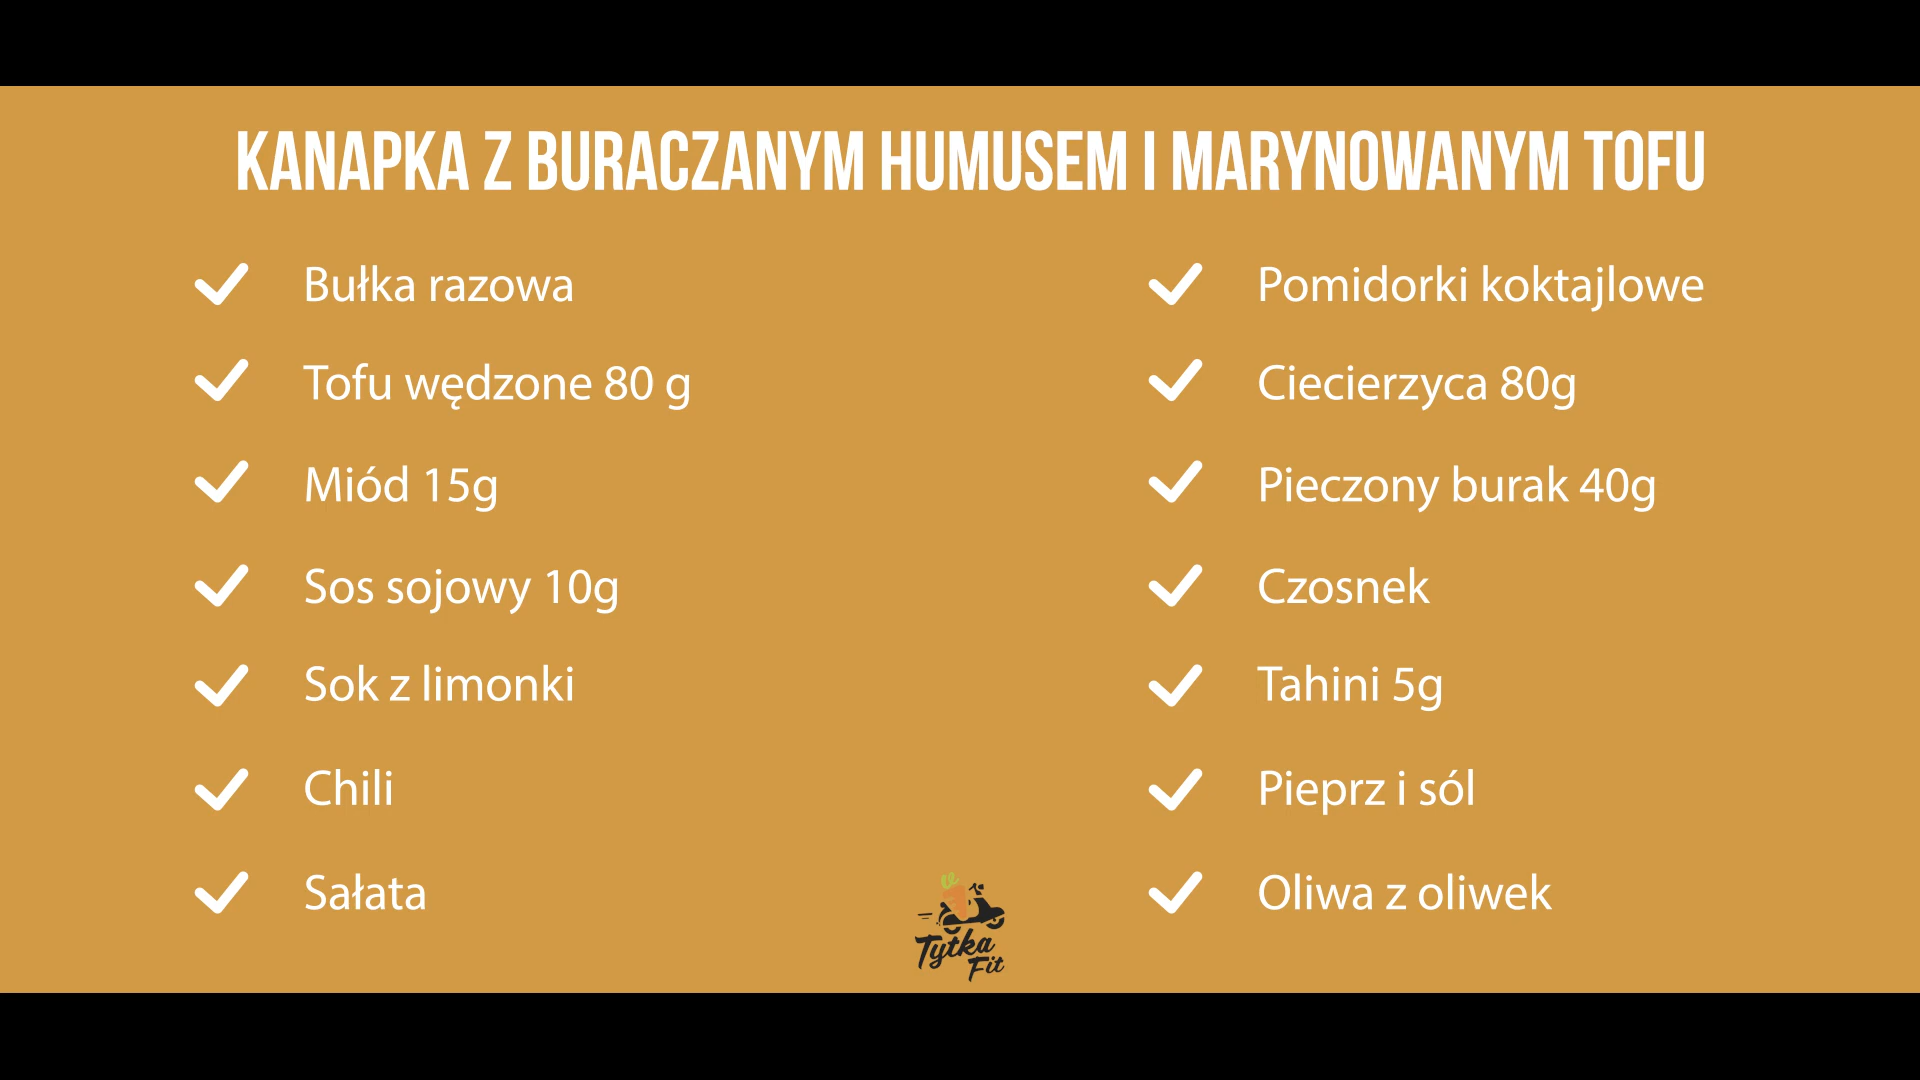 KANAPKA Z BURACZANYM HUMUSEM I MARYNOWANYM TOFU
Bułka razowa
Tofu wędzone 80 g
Miód 15g
Sos sojowy 10g
Sok z limonki
Chili
Sałata
Pomidorki koktajlowe
Ciecierzyca 80g
Pieczony burak 40g
Czosnek
Tahini 5g
Pieprz i sól
Oliwa z oliwek
Tytka
Fit